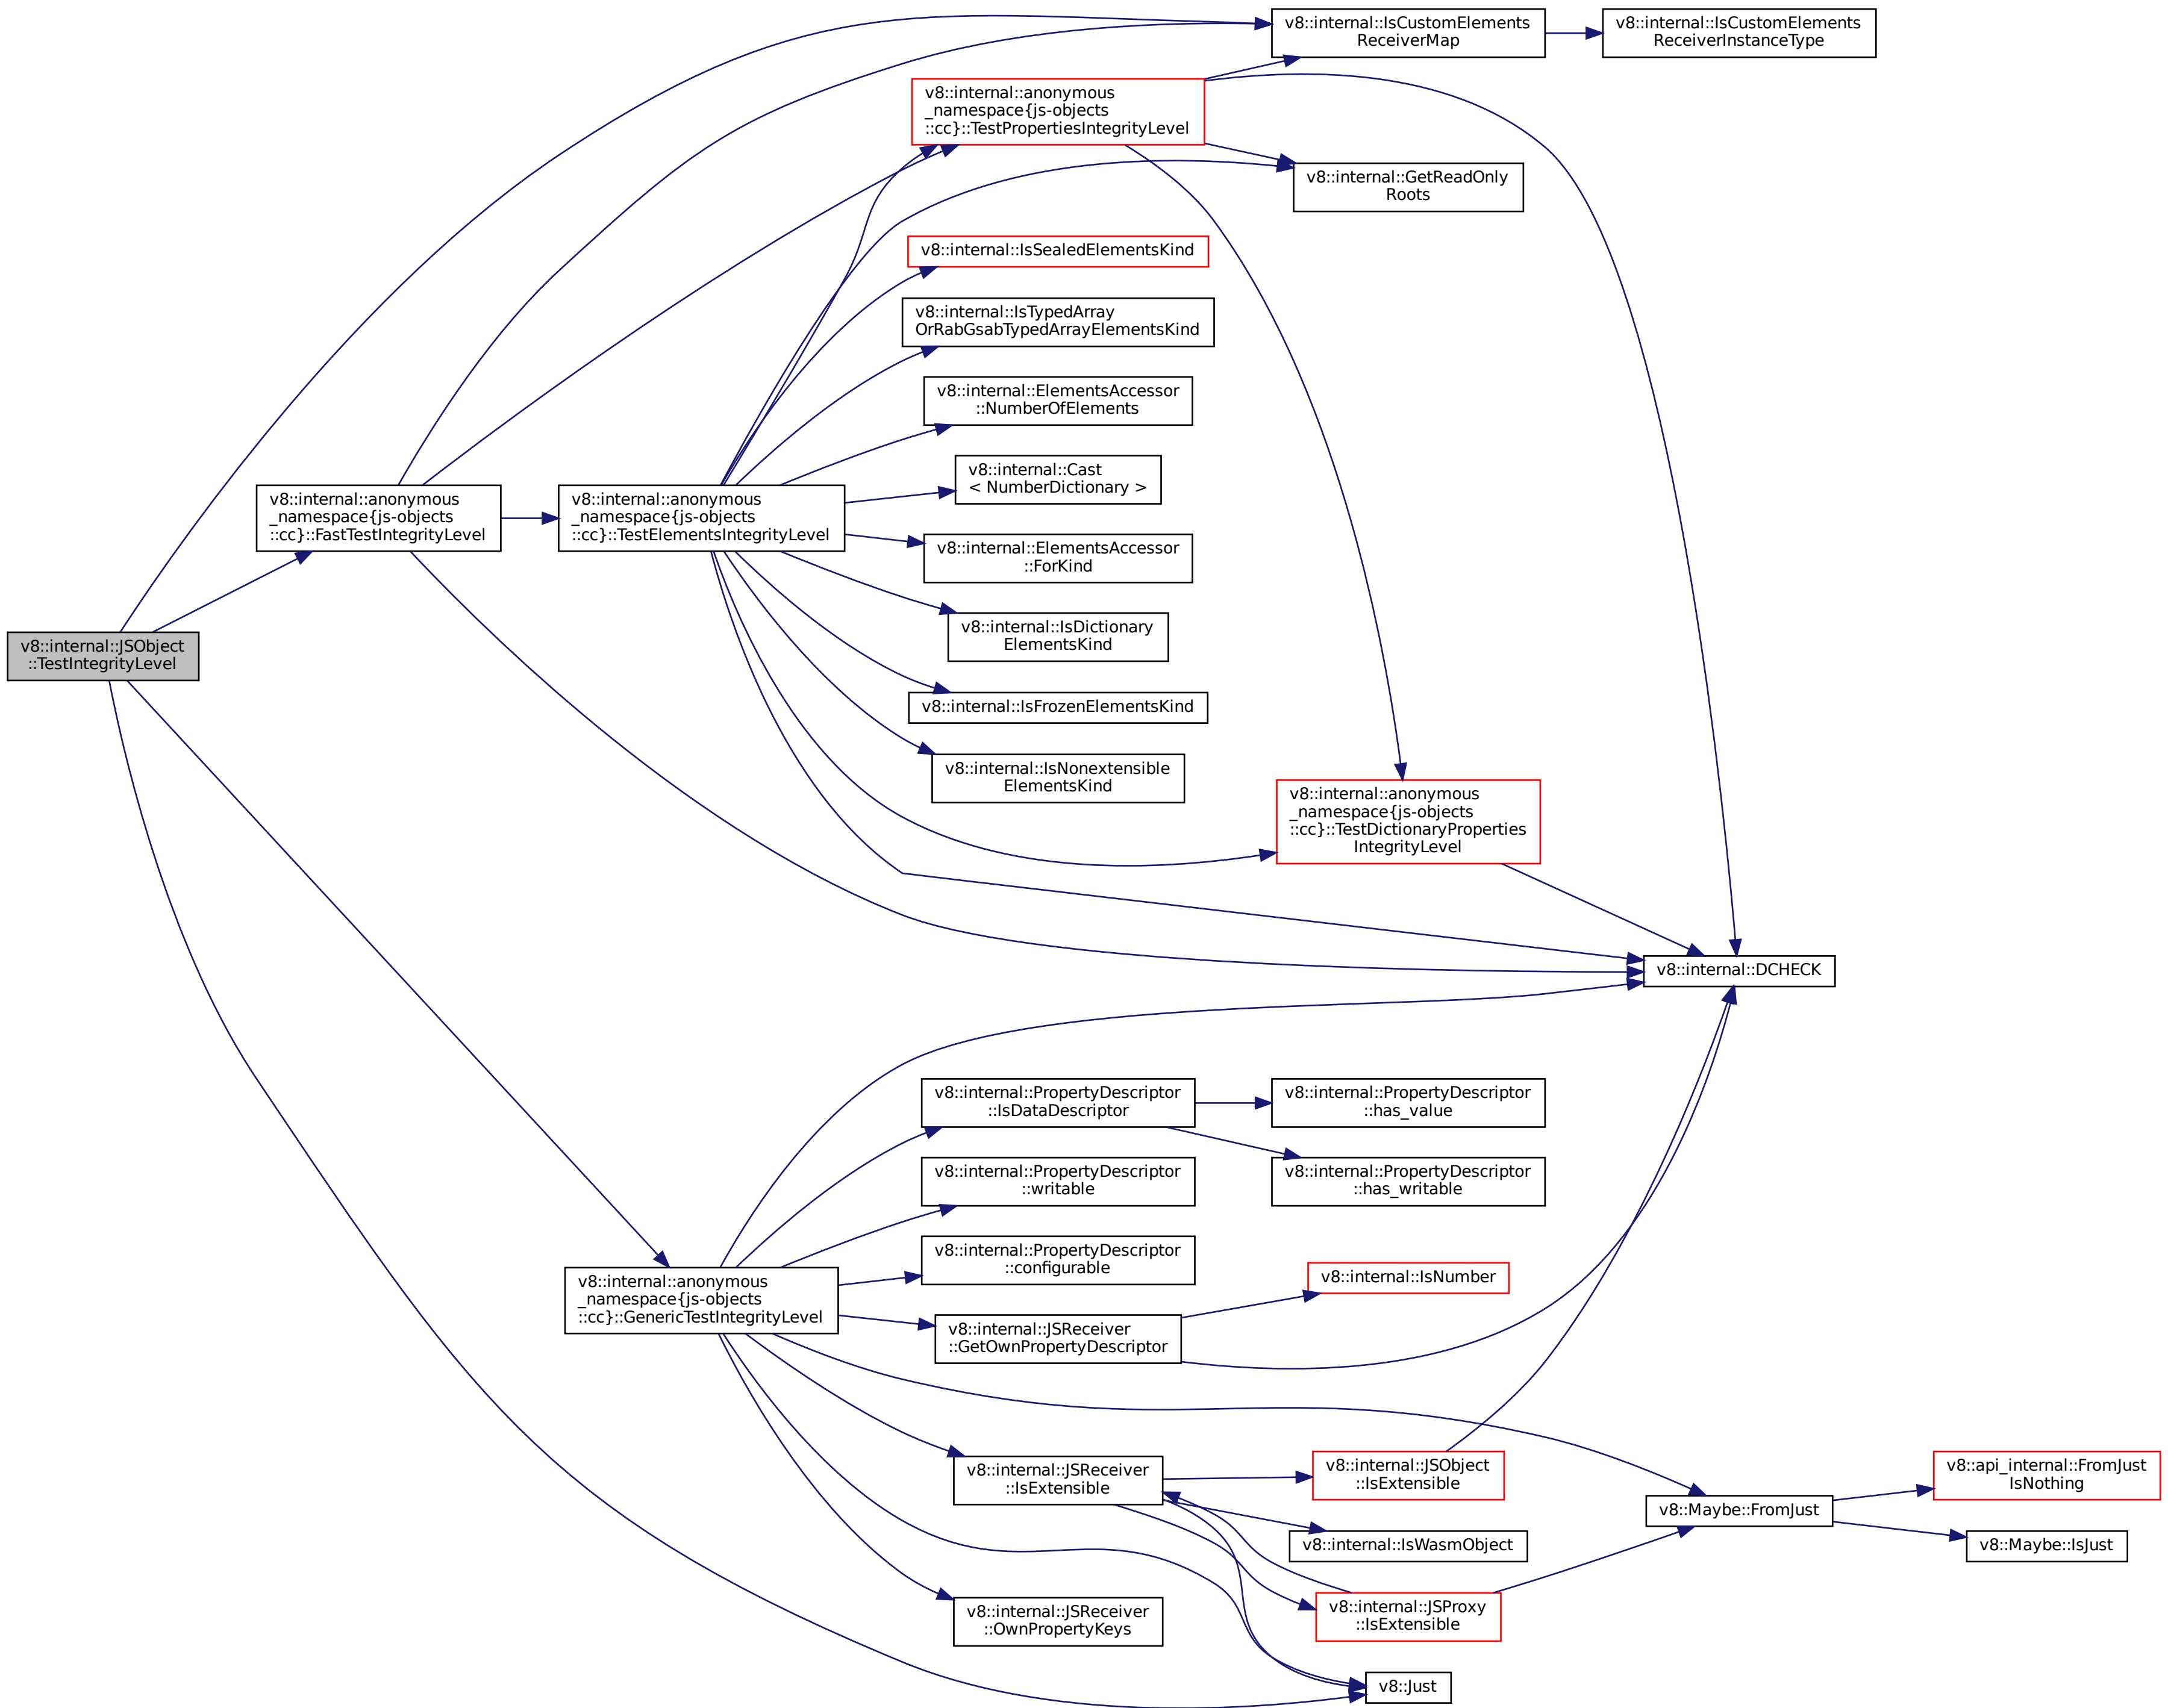 v8::internal::IsCustomElements
ReceiverMap
v8::internal::IsCustomElements
ReceiverInstanceType
v8::internal::anonymous
_namespace{js-objects
::cc}::TestPropertiesIntegrityLevel
v8::internal::GetReadOnly
Roots
v8::internal::IsSealedElementsKind
v8::internal::IsTypedArray
OrRabGsabTypedArrayElementsKind
v8::internal::ElementsAccessor
::NumberOfElements
v8::internal::Cast
< NumberDictionary >
v8::internal::anonymous
_namespace{js-objects
::cc}::FastTestIntegrityLevel
v8::internal::anonymous
_namespace{js-objects
::cc}::TestElementsIntegrityLevel
v8::internal::ElementsAccessor
::ForKind
v8::internal::IsDictionary
ElementsKind
v8::internal::JSObject
::TestIntegrityLevel
v8::internal::IsFrozenElementsKind
v8::internal::IsNonextensible
ElementsKind
v8::internal::anonymous
_namespace{js-objects
::cc}::TestDictionaryProperties
IntegrityLevel
v8::internal::DCHECK
v8::internal::PropertyDescriptor
::IsDataDescriptor
v8::internal::PropertyDescriptor
::has_value
v8::internal::PropertyDescriptor
::writable
v8::internal::PropertyDescriptor
::has_writable
v8::internal::PropertyDescriptor
::configurable
v8::internal::IsNumber
v8::internal::anonymous
_namespace{js-objects
::cc}::GenericTestIntegrityLevel
v8::internal::JSReceiver
::GetOwnPropertyDescriptor
v8::internal::JSReceiver
::IsExtensible
v8::internal::JSObject
::IsExtensible
v8::api_internal::FromJust
IsNothing
v8::Maybe::FromJust
v8::internal::IsWasmObject
v8::Maybe::IsJust
v8::internal::JSReceiver
::OwnPropertyKeys
v8::internal::JSProxy
::IsExtensible
v8::Just